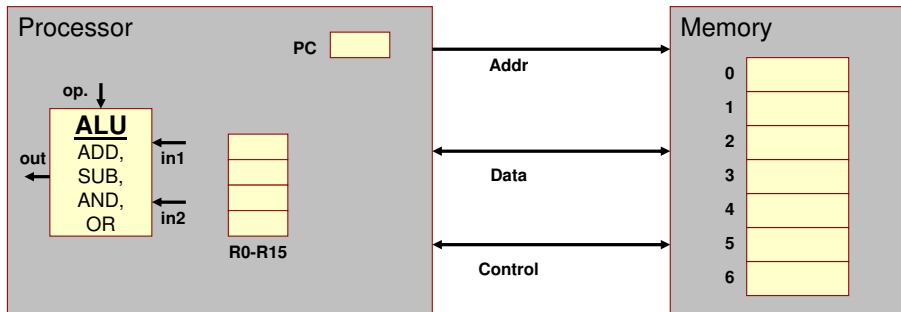 Processor
Memory
PC
Addr
0
op.
1
ALU
ADD,
SUB,
AND,
OR
out
in1
in2
2
Data
3
4
R0-R15
5
Control
6